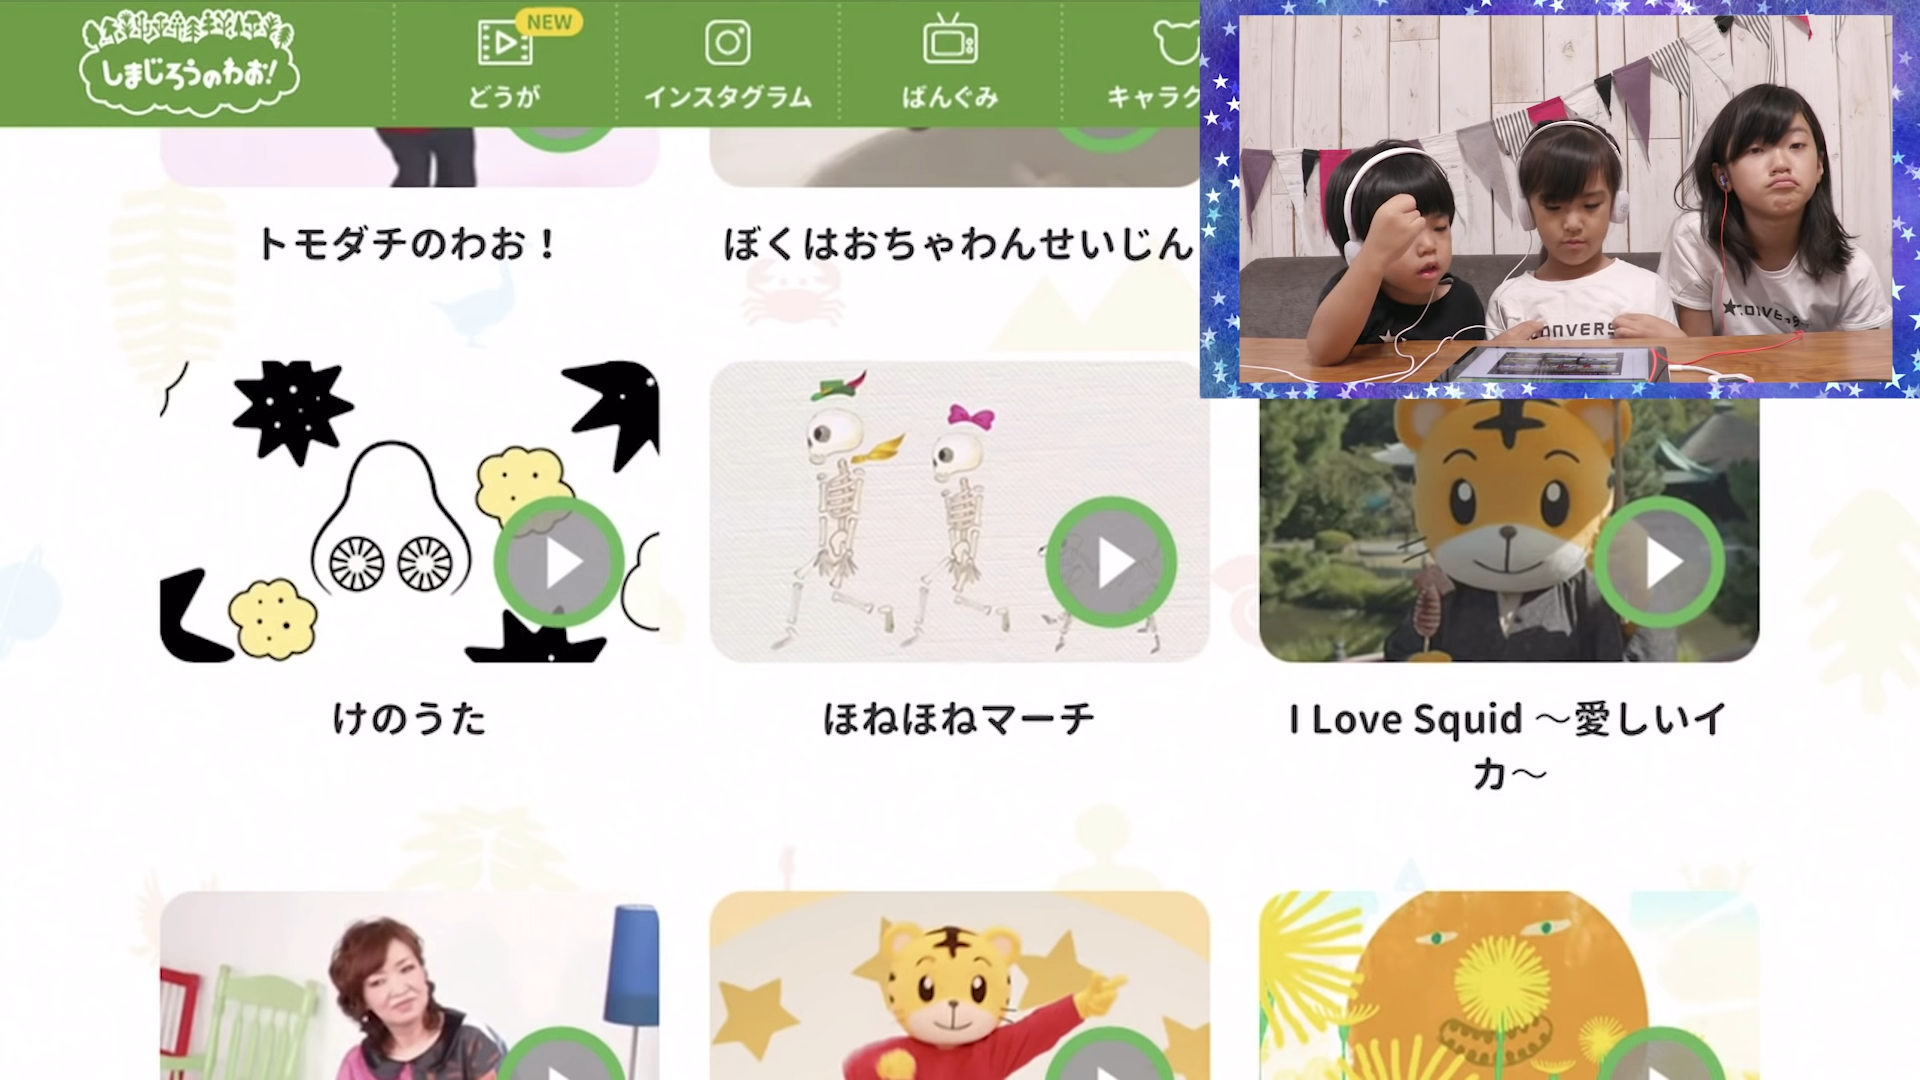 しまじろうのわお!
NEW
どうが
インスタグラム
ばんぐみ
キャラク
トモダチのわお！
ぼくはおちゃわんせいじん
けのうた
ほねほねマーチ
I Love Squid 〜愛しいイ
カ〜